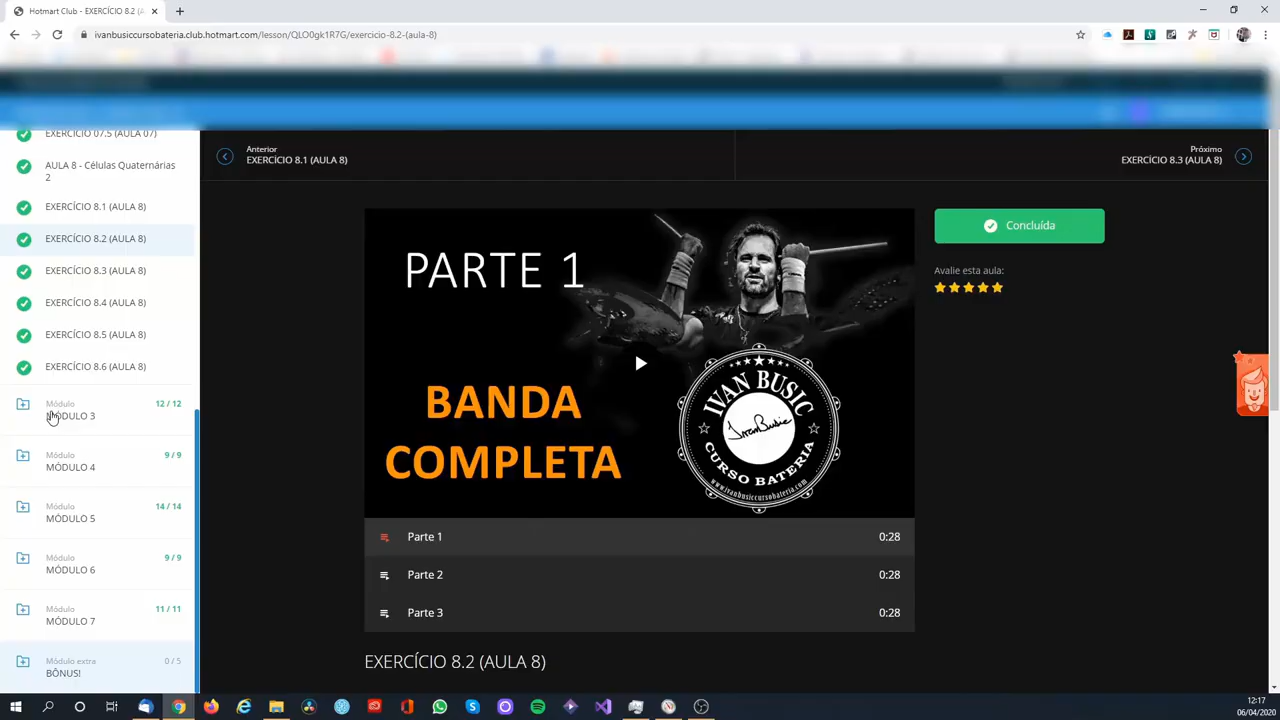 Hotmart Club - EXERCÍCIO 8.2 (A
ivanbusiccursobateria.club.hotmart.com/lesson/QLO0gk1R7G/exercicio-8.2-(aula-8)
EXERCÍCIO 07.5 (AULA 07)
AULA 8 - Células Quaternárias
2
EXERCÍCIO 8.1 (AULA 8)
EXERCÍCIO 8.2 (AULA 8)
EXERCÍCIO 8.3 (AULA 8)
EXERCÍCIO 8.4 (AULA 8)
EXERCÍCIO 8.5 (AULA 8)
EXERCÍCIO 8.6 (AULA 8)
Módulo
MÓDULO 3
12 / 12
Módulo
MÓDULO 4
9 / 9
Módulo
MÓDULO 5
14 / 14
Módulo
MÓDULO 6
9 / 9
Módulo
MÓDULO 7
11 / 11
Módulo extra
BÔNUS!
0 / 5
Anterior
EXERCÍCIO 8.1 (AULA 8)
Próximo
EXERCÍCIO 8.3 (AULA 8)
PARTE 1
BANDA
COMPLETA
IVAN BUSIC
CURSO BATERIA
www.ivanbusiccursobateria.com
Parte 1 0:28
Parte 2 0:28
Parte 3 0:28
EXERCÍCIO 8.2 (AULA 8)
Concluída
Avalie esta aula:
12:17
06/04/2020